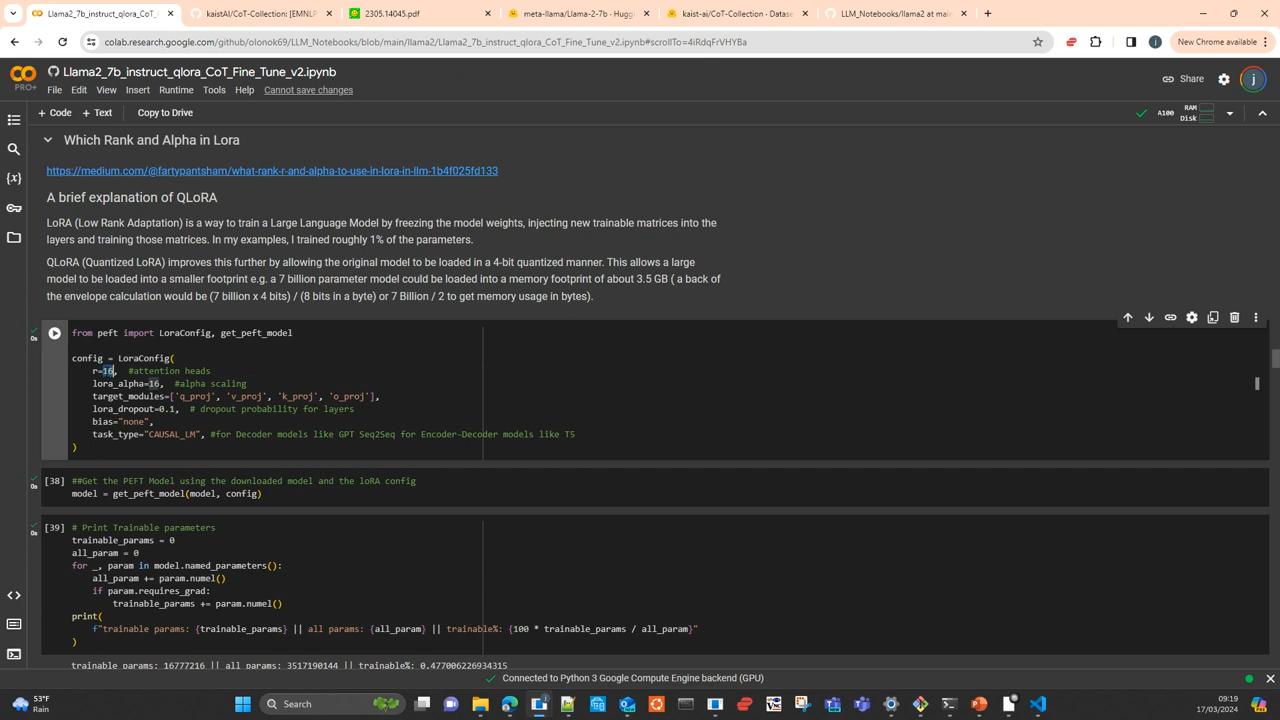 Llama2_7b_instruct_qlora_Co
kaistAI/CoT-Collection: [EMNLP
2305.14045.pdf
meta-llama/Llama-2-7b · Hugg
kaist-ai/CoT-Collection · Datase
LLM_Notebooks/llama2 at main
colab.research.google.com/github/olonok69/LLM_Notebooks/blob/main/llama2/Llama2_7b_instruct_qlora_CoT_Fine_Tune_v2.ipynb#scrollTo=4iRdqFrVHYBa
New Chrome available
PRO+
Llama2_7b_instruct_qlora_CoT_Fine_Tune_v2.ipynb
File Edit View Insert Runtime Tools Help Cannot save changes
Share
j
+ Code + Text Copy to Drive
A100 RAM
Disk
Which Rank and Alpha in Lora
https://medium.com/@fartypantsham/what-rank-r-and-alpha-to-use-in-lora-in-llm-1b4f025fd133
A brief explanation of QLoRA
LoRA (Low Rank Adaptation) is a way to train a Large Language Model by freezing the model weights, injecting new trainable matrices into the
layers and training those matrices. In my examples, I trained roughly 1% of the parameters.
QLoRA (Quantized LoRA) improves this further by allowing the original model to be loaded in a 4-bit quantized manner. This allows a large
model to be loaded into a smaller footprint e.g. a 7 billion parameter model could be loaded into a memory footprint of about 3.5 GB ( a back of
the envelope calculation would be (7 billion x 4 bits) / (8 bits in a byte) or 7 Billion / 2 to get memory usage in bytes).
0s
from peft import LoraConfig, get_peft_model
config = LoraConfig(
r=16, #attention heads
lora_alpha=16, #alpha scaling
target_modules=['q_proj', 'v_proj', 'k_proj', 'o_proj'],
lora_dropout=0.1, # dropout probability for layers
bias="none",
task_type="CAUSAL_LM", #for Decoder models like GPT Seq2Seq for Encoder-Decoder models like T5
)
[38] ##Get the PEFT Model using the downloaded model and the loRA config
0s
model = get_peft_model(model, config)
[39] # Print Trainable parameters
0s
trainable_params = 0
all_param = 0
for _, param in model.named_parameters():
all_param += param.numel()
if param.requires_grad:
trainable_params += param.numel()
print(
f"trainable params: {trainable_params} || all params: {all_param} || trainable%: {100 * trainable_params / all_param}"
)
trainable params: 16777216 || all params: 3517190144 || trainable%: 0.477006226934315
Connected to Python 3 Google Compute Engine backend (GPU)
53°F
Rain
Search
09:19
17/03/2024